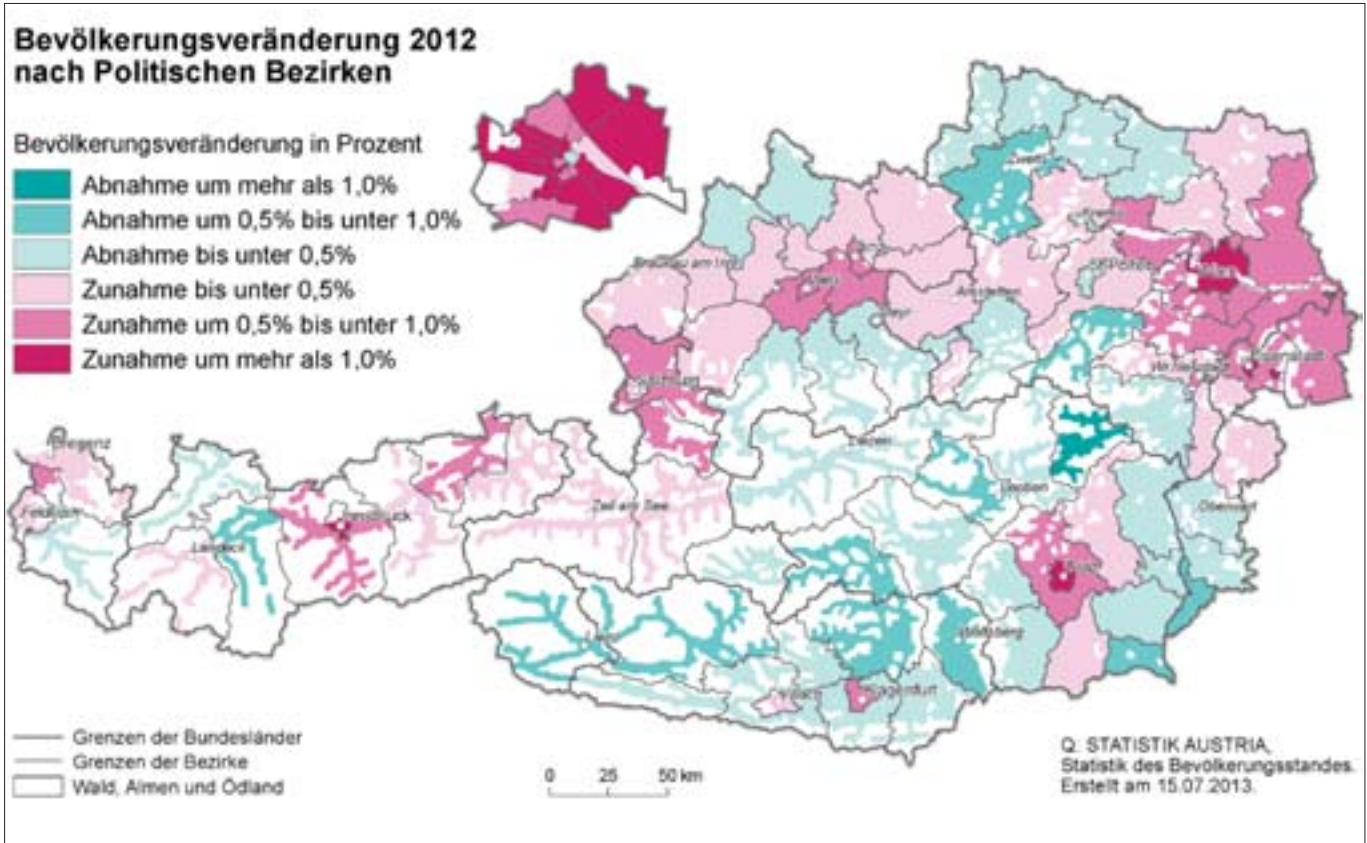 Bevölkerungsveränderung 2012
nach Politischen Bezirken
Bevölkerungsveränderung in Prozent
Abnahme um mehr als 1,0%
Abnahme um 0,5% bis unter 1,0%
Abnahme bis unter 0,5%
Zunahme bis unter 0,5%
Zunahme um 0,5% bis unter 1,0%
Zunahme um mehr als 1,0%
Zwettl
Krems
Linz
Braunau am Inn
Wels
St.Pölten
Wien
Amstetten
Steyr
Eisenstadt
Wr.Neustadt
Salzburg
Bregenz
Liezen
Leoben
Feldkirch
Innsbruck
Zell am See
Oberwart
Landeck
Graz
Lienz
Wolfsberg
Villach
Klagenfurt
Grenzen der Bundesländer
Grenzen der Bezirke
Wald, Almen und Ödland
0 25 50 km
Q: STATISTIK AUSTRIA,
Statistik des Bevölkerungsstandes.
Erstellt am 15.07.2013.